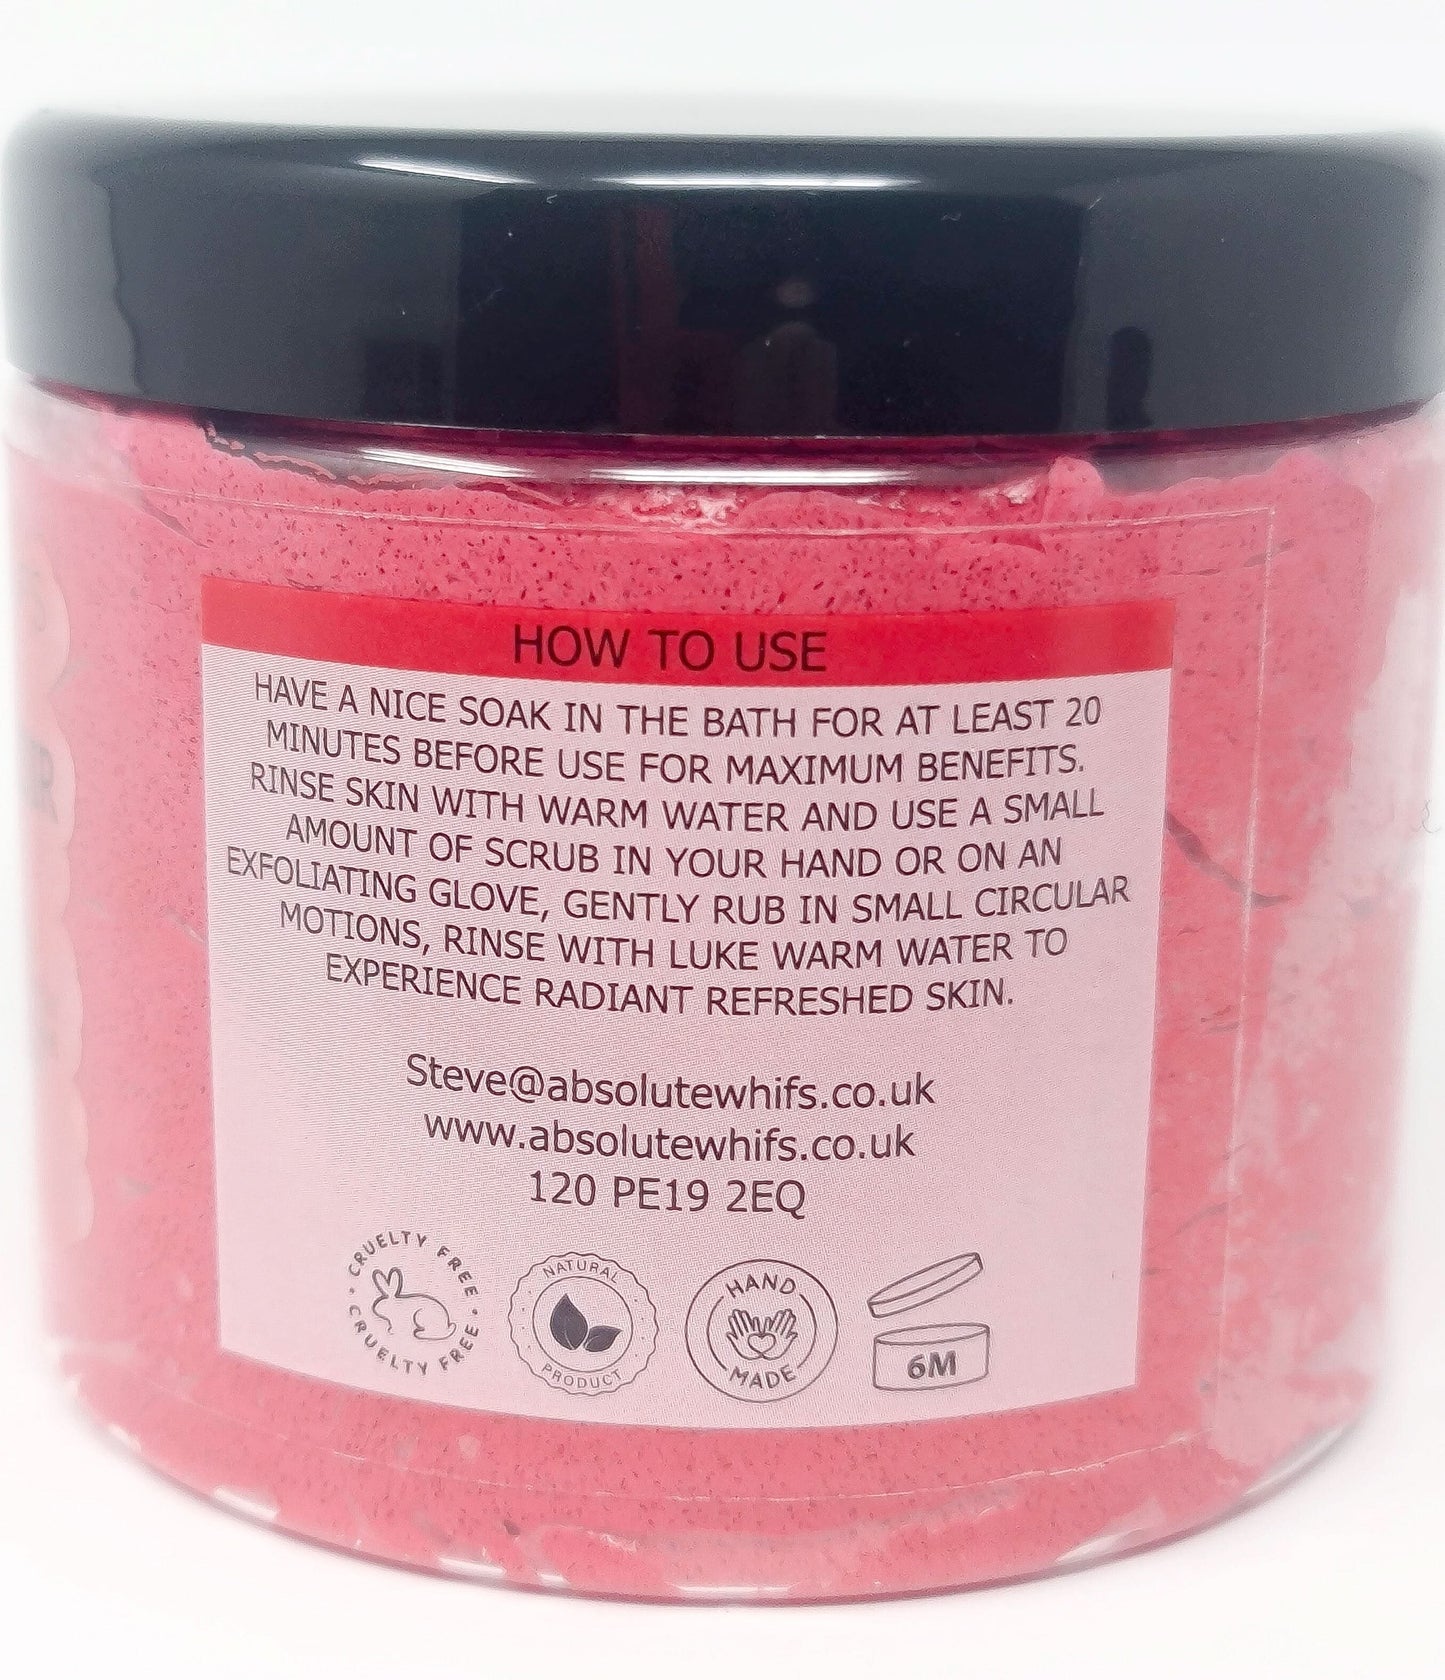 HOW TO USE
HAVE A NICE SOAK IN THE BATH FOR AT LEAST 20
MINUTES BEFORE USE FOR MAXIMUM BENEFITS.
RINSE SKIN WITH WARM WATER AND USE A SMALL
AMOUNT OF SCRUB IN YOUR HAND OR ON AN
EXFOLIATING GLOVE, GENTLY RUB IN SMALL CIRCULAR
MOTIONS, RINSE WITH LUKE WARM WATER TO
EXPERIENCE RADIANT REFRESHED SKIN.
Steve@absolutewhifs.co.uk
www.absolutewhifs.co.uk
120 PE19 2EQ
CRUELTY FREE · CRUELTY FREE ·
NATURAL
PRODUCT
HAND
MADE
6M